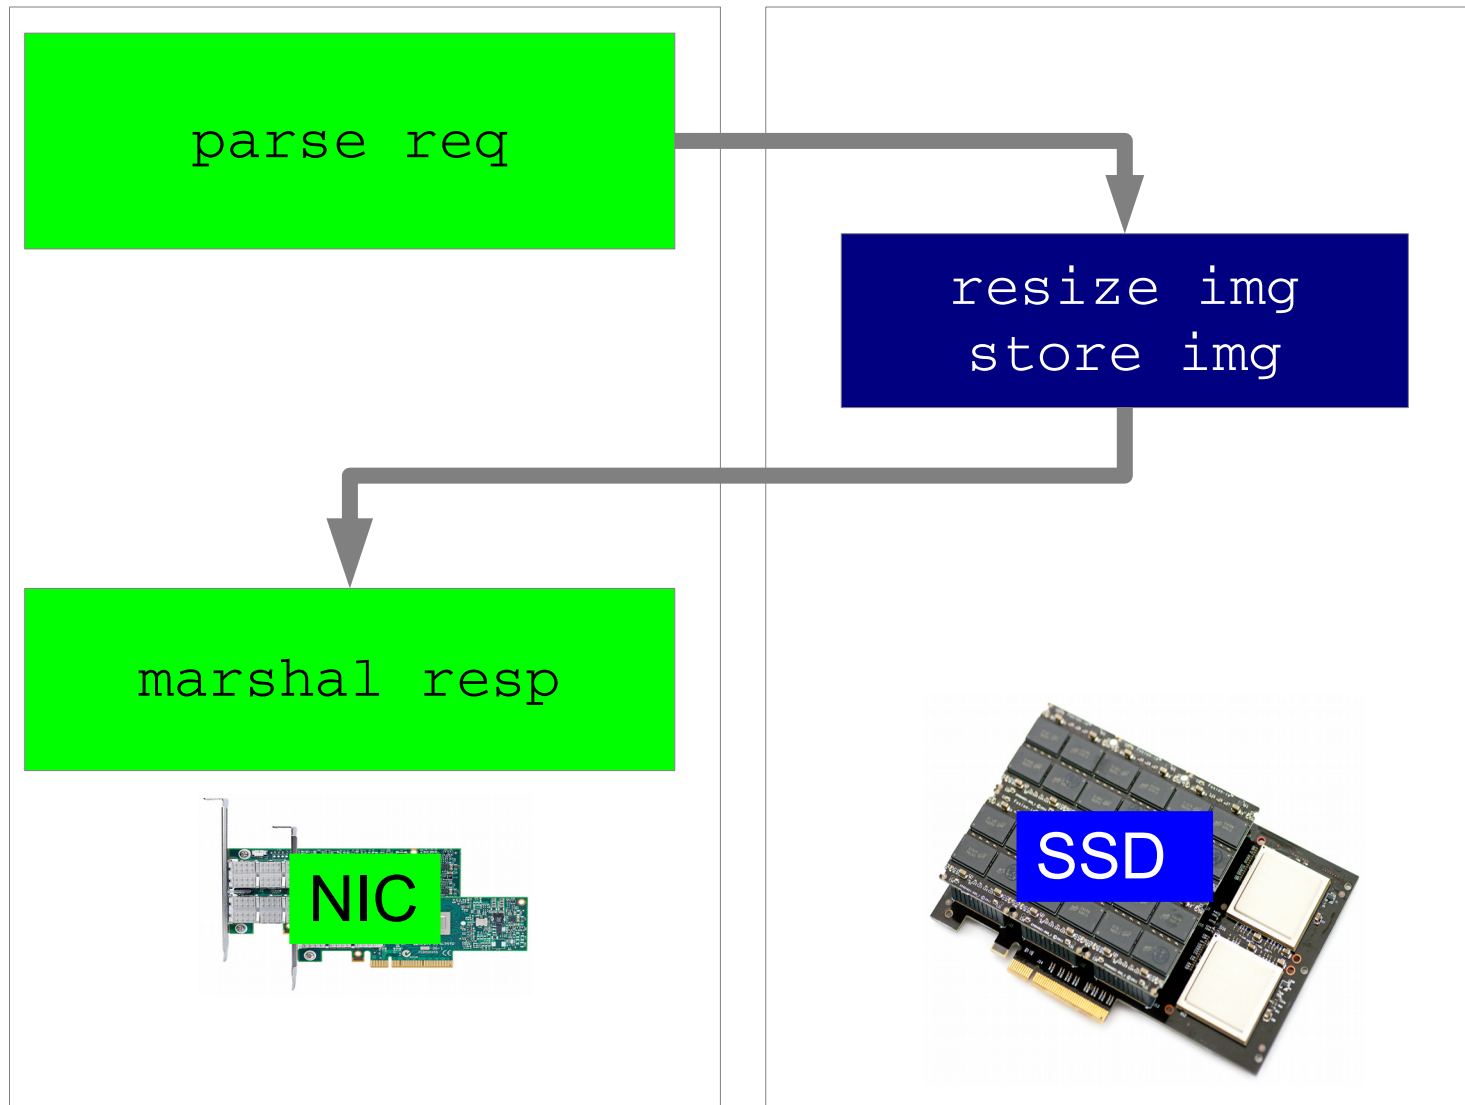 parse req
resize img
store img
marshal resp
NIC
SSD